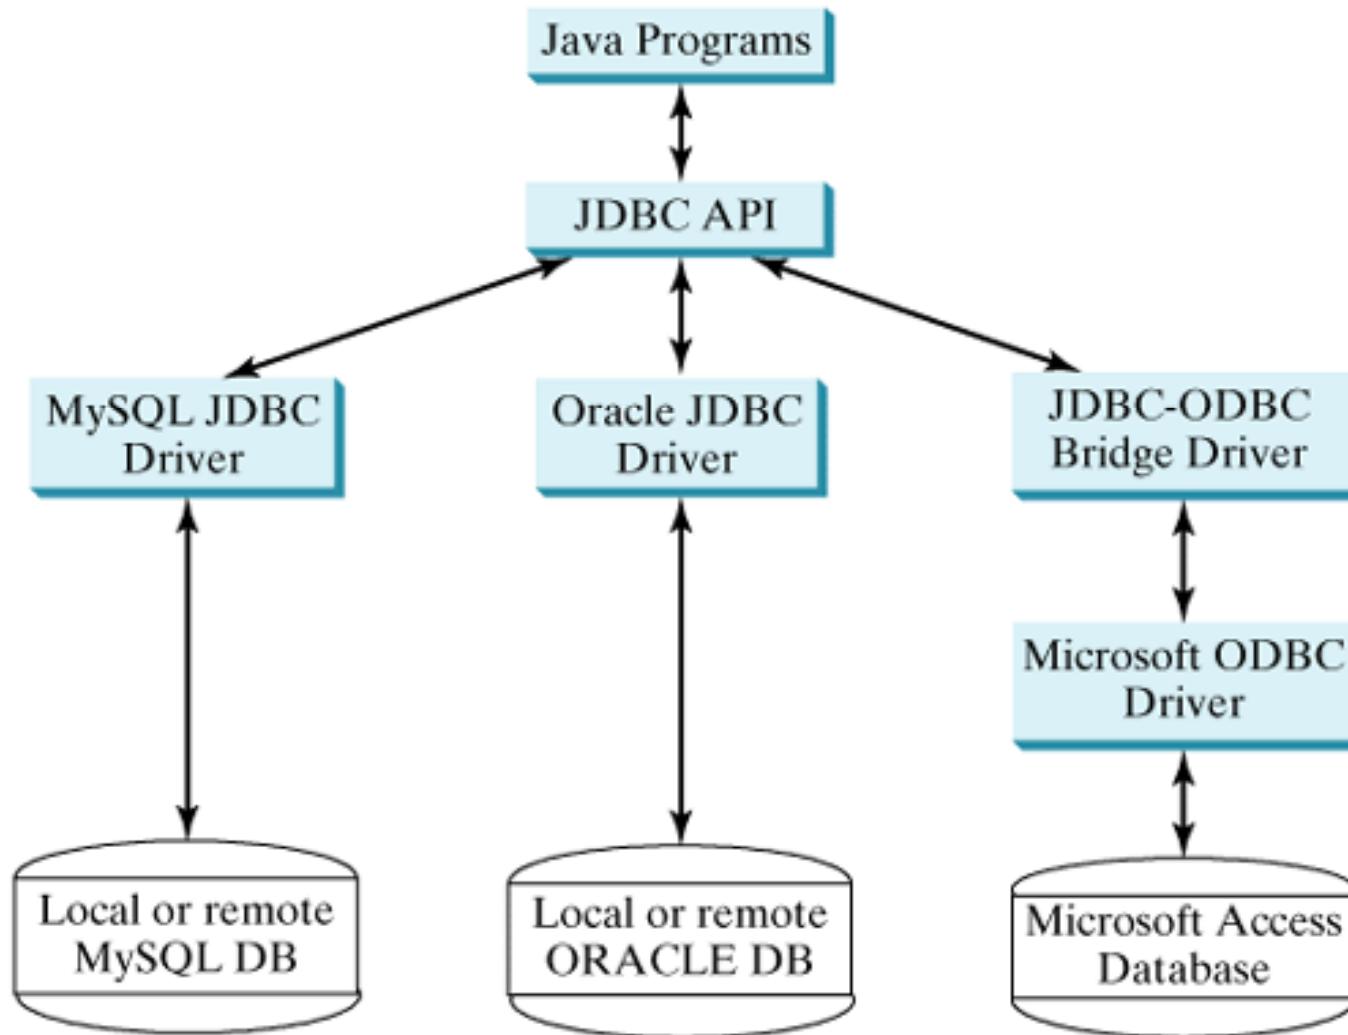 Java Programs
JDBC API
MySQL JDBC
Driver
Oracle JDBC
Driver
JDBC-ODBC
Bridge Driver
Microsoft ODBC
Driver
Local or remote
MySQL DB
Local or remote
ORACLE DB
Microsoft Access
Database